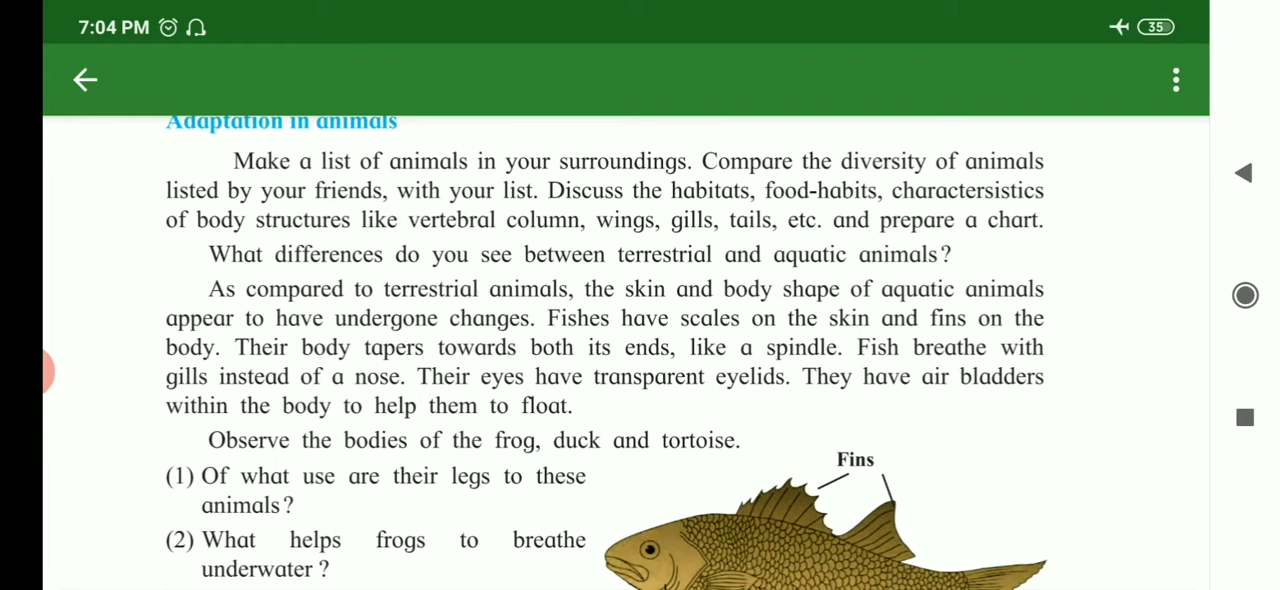 7:04 PM
35
Adaptation in animals
Make a list of animals in your surroundings. Compare the diversity of animals
listed by your friends, with your list. Discuss the habitats, food-habits, charactersistics
of body structures like vertebral column, wings, gills, tails, etc. and prepare a chart.
What differences do you see between terrestrial and aquatic animals?
As compared to terrestrial animals, the skin and body shape of aquatic animals
appear to have undergone changes. Fishes have scales on the skin and fins on the
body. Their body tapers towards both its ends, like a spindle. Fish breathe with
gills instead of a nose. Their eyes have transparent eyelids. They have air bladders
within the body to help them to float.
Observe the bodies of the frog, duck and tortoise.
(1) Of what use are their legs to these
animals?
(2) What helps frogs to breathe
underwater?
Fins